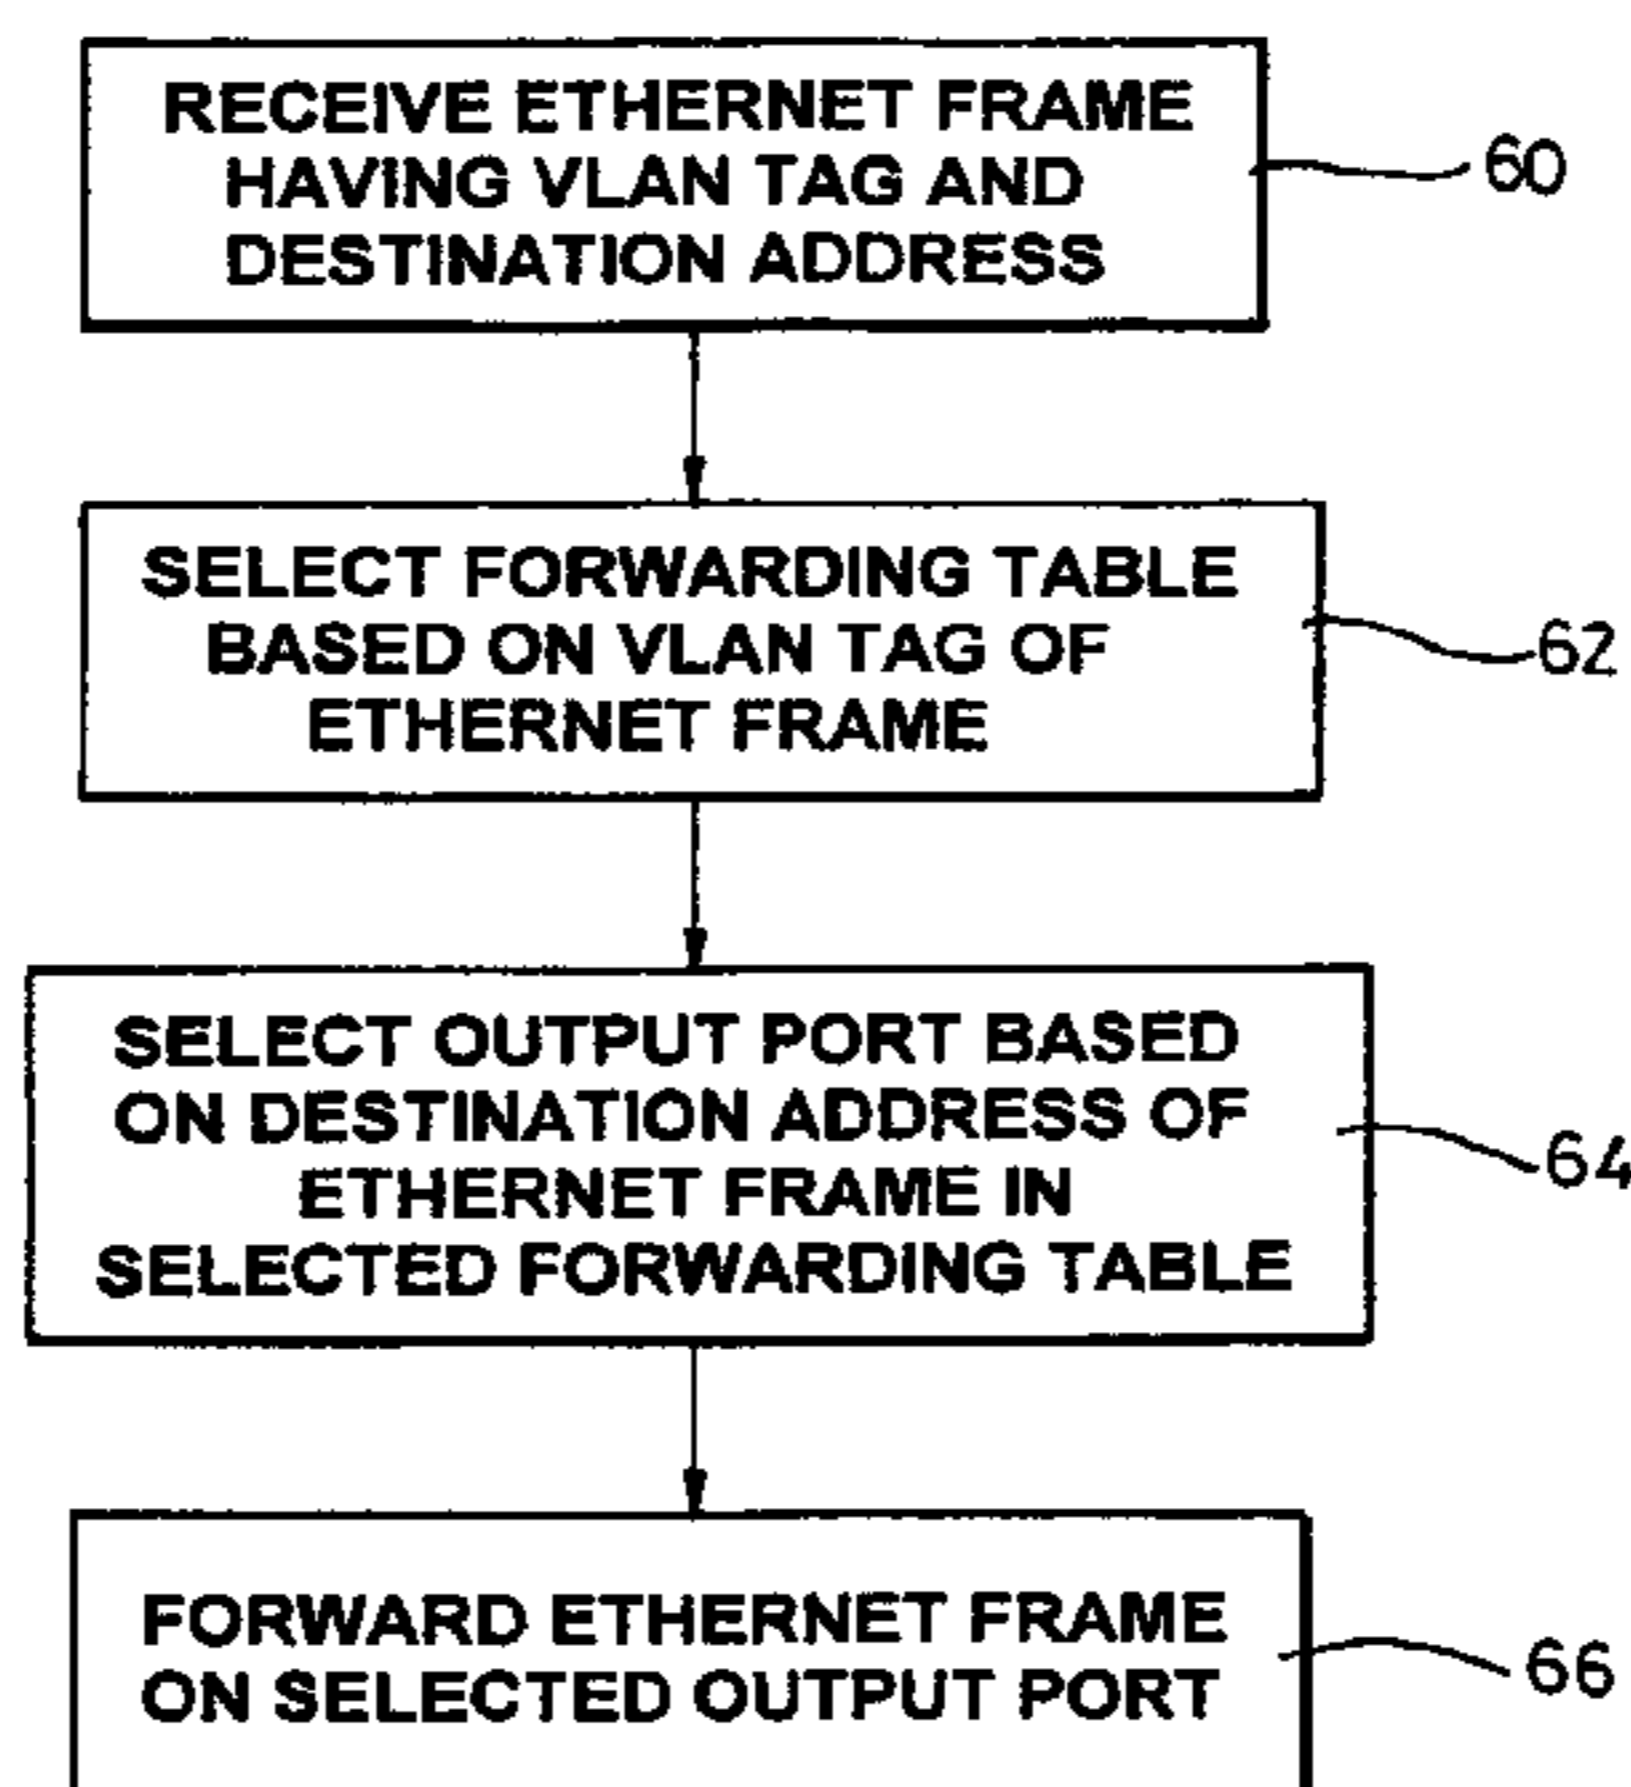 RECEIVE ETHERNET FRAME
HAVING VLAN TAG AND
DESTINATION ADDRESS
60
SELECT FORWARDING TABLE
BASED ON VLAN TAG OF
ETHERNET FRAME
62
SELECT OUTPUT PORT BASED
ON DESTINATION ADDRESS OF
ETHERNET FRAME IN
SELECTED FORWARDING TABLE
64
FORWARD ETHERNET FRAME
ON SELECTED OUTPUT PORT
66